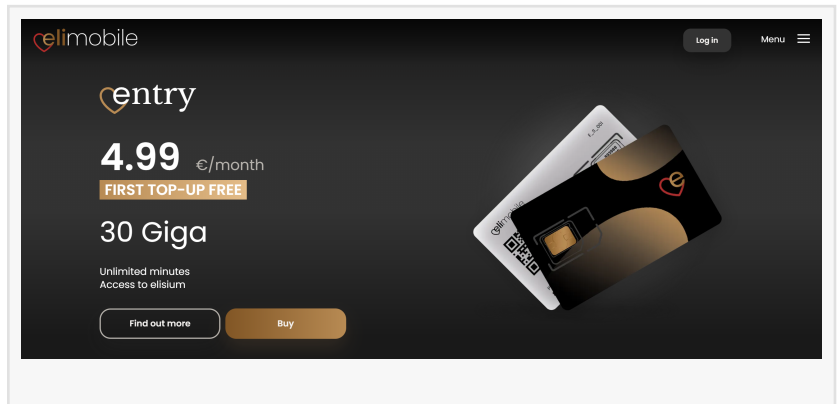 elimobile
Log in
Menu
entry
4.99 €/month
FIRST TOP-UP FREE
30 Giga
Unlimited minutes
Access to elisium
Find out more
Buy
e